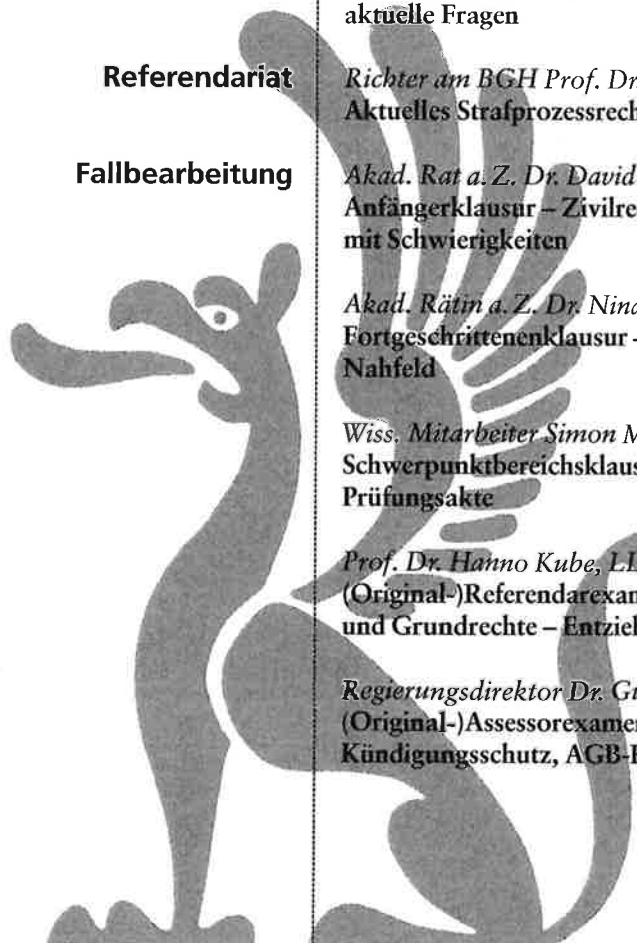 aktuelle Fragen
Referendariat
Richter am BGH Prof. Dr.
Aktuelles Strafprozessrech
Fallbearbeitung
Akad. Rat a. Z. Dr. David
Anfängerklausur – Zivilre
mit Schwierigkeiten
Akad. Rätin a. Z. Dr. Nina
Fortgeschrittenenklausur –
Nahfeld
Wiss. Mitarbeiter Simon M
Schwerpunktbereichsklaus
Prüfungsakte
Prof. Dr. Hanno Kube, LL
(Original-)Referendarexam
und Grundrechte – Entzieh
Regierungsdirektor Dr. Gu
(Original-)Assessorexamen
Kündigungsschutz, AGB-